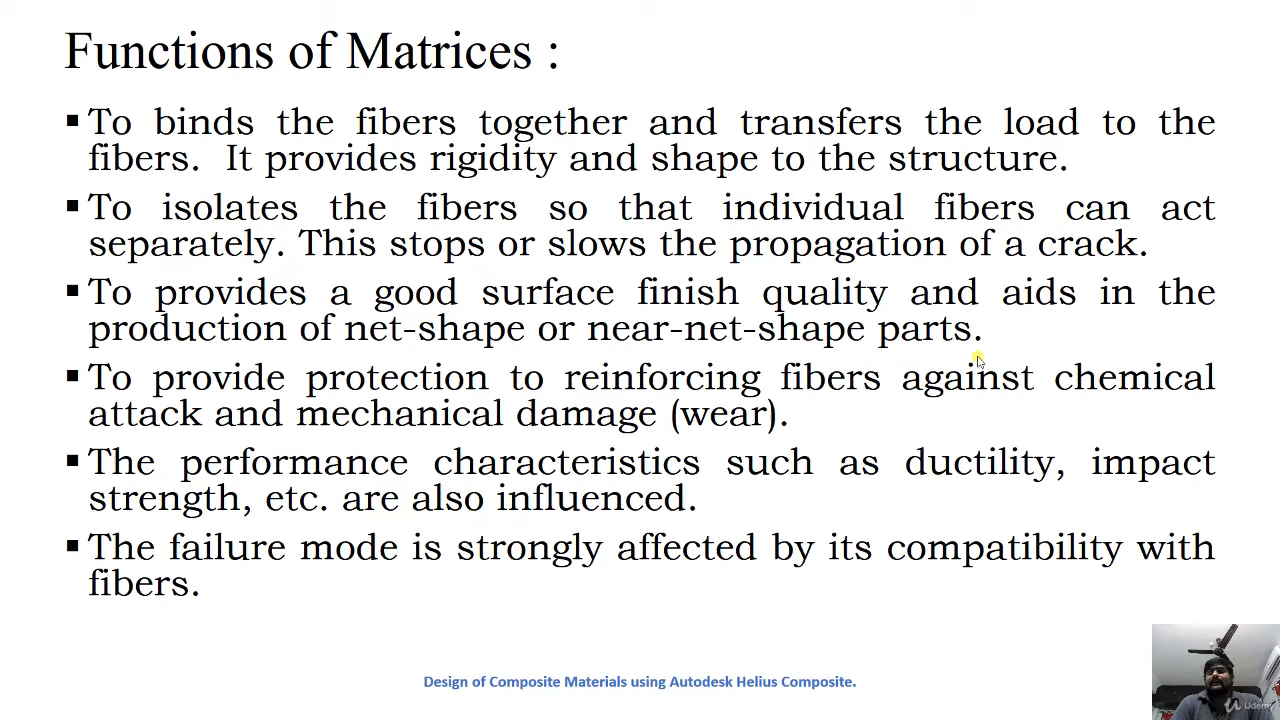 Functions of Matrices :
▪ To binds the fibers together and transfers the load to the
fibers. It provides rigidity and shape to the structure.
▪ To isolates the fibers so that individual fibers can act
separately. This stops or slows the propagation of a crack.
▪ To provides a good surface finish quality and aids in the
production of net-shape or near-net-shape parts.
▪ To provide protection to reinforcing fibers against chemical
attack and mechanical damage (wear).
▪ The performance characteristics such as ductility, impact
strength, etc. are also influenced.
▪ The failure mode is strongly affected by its compatibility with
fibers.
Design of Composite Materials using Autodesk Helius Composite.
Udemy